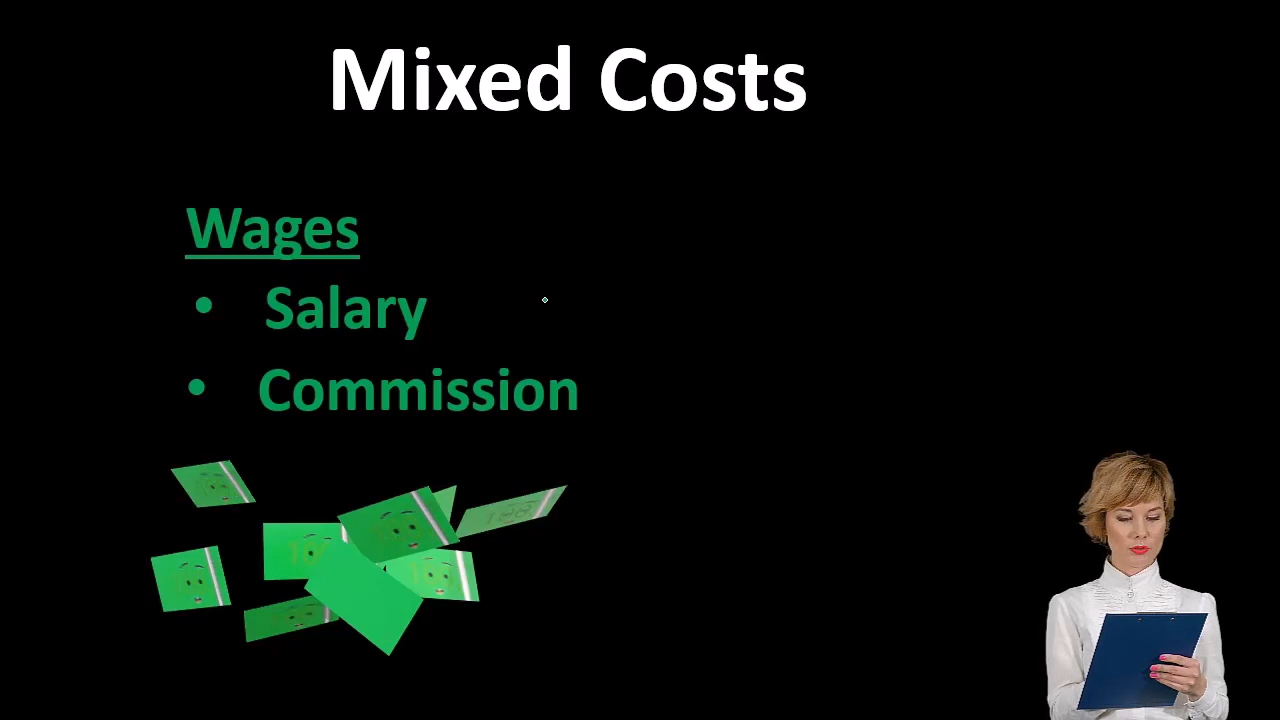 Mixed Costs
Wages
• Salary
• Commission